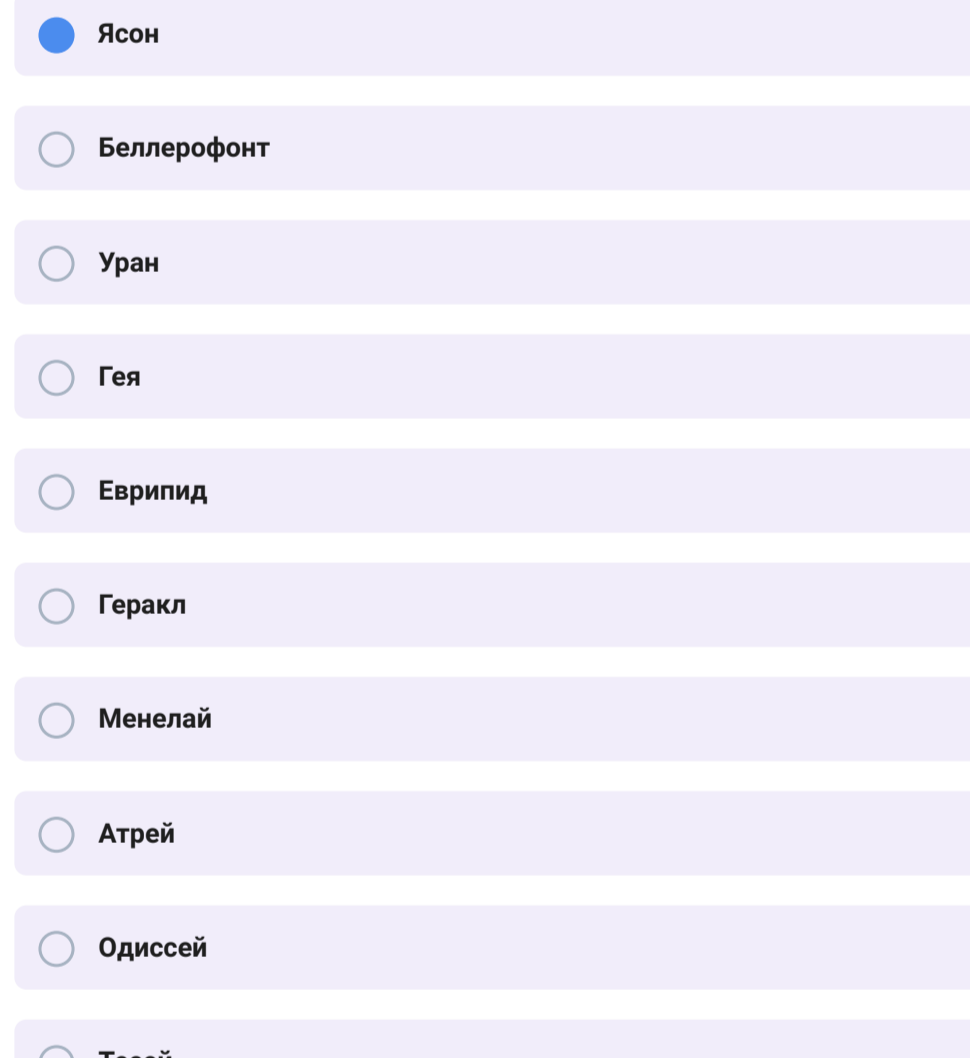 Ясон
Беллерофонт
Уран
Гея
Еврипид
Геракл
Менелай
Атрей
Одиссей